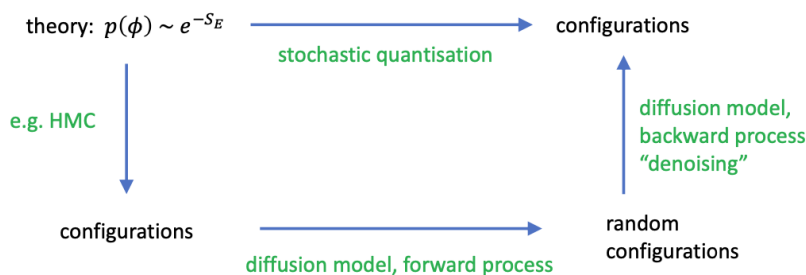 theory: p(ϕ) ~ e^{-S_E}
configurations
stochastic quantisation
e.g. HMC
diffusion model,
backward process
“denoising”
configurations
random
configurations
diffusion model, forward process